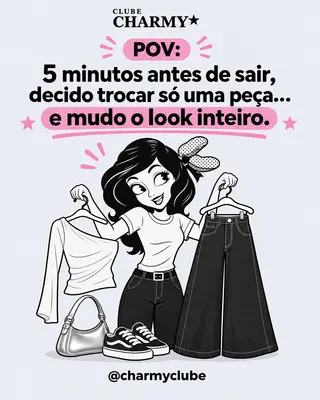 CLUBE
CHARMY★
POV:
5 minutos antes de sair,
decido trocar só uma peça...
e mudo o look inteiro.
@charmyclube